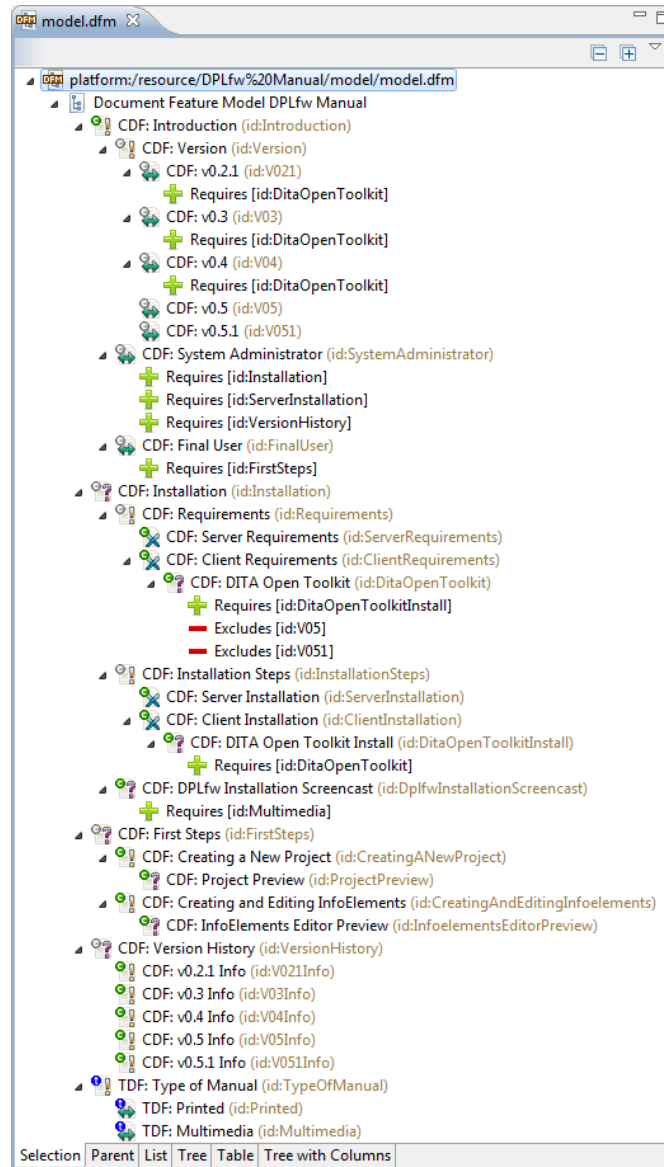 DFM model.dfm
DFM platform:/resource/DPLfw%20Manual/model/model.dfm
Document Feature Model DPLfw Manual
CDF: Introduction (id:Introduction)
CDF: Version (id:Version)
CDF: v0.2.1 (id:V021)
Requires [id:DitaOpenToolkit]
CDF: v0.3 (id:V03)
Requires [id:DitaOpenToolkit]
CDF: v0.4 (id:V04)
Requires [id:DitaOpenToolkit]
CDF: v0.5 (id:V05)
CDF: v0.5.1 (id:V051)
CDF: System Administrator (id:SystemAdministrator)
Requires [id:Installation]
Requires [id:ServerInstallation]
Requires [id:VersionHistory]
CDF: Final User (id:FinalUser)
Requires [id:FirstSteps]
CDF: Installation (id:Installation)
CDF: Requirements (id:Requirements)
CDF: Server Requirements (id:ServerRequirements)
CDF: Client Requirements (id:ClientRequirements)
CDF: DITA Open Toolkit (id:DitaOpenToolkit)
Requires [id:DitaOpenToolkitInstall]
Excludes [id:V05]
Excludes [id:V051]
CDF: Installation Steps (id:InstallationSteps)
CDF: Server Installation (id:ServerInstallation)
CDF: Client Installation (id:ClientInstallation)
CDF: DITA Open Toolkit Install (id:DitaOpenToolkitInstall)
Requires [id:DitaOpenToolkit]
CDF: DPLfw Installation Screencast (id:DplfwInstallationScreencast)
Requires [id:Multimedia]
CDF: First Steps (id:FirstSteps)
CDF: Creating a New Project (id:CreatingANewProject)
CDF: Project Preview (id:ProjectPreview)
CDF: Creating and Editing InfoElements (id:CreatingAndEditingInfoelements)
CDF: InfoElements Editor Preview (id:InfoelementsEditorPreview)
CDF: Version History (id:VersionHistory)
CDF: v0.2.1 Info (id:V021Info)
CDF: v0.3 Info (id:V03Info)
CDF: v0.4 Info (id:V04Info)
CDF: v0.5 Info (id:V05Info)
CDF: v0.5.1 Info (id:V051Info)
TDF: Type of Manual (id:TypeOfManual)
TDF: Printed (id:Printed)
TDF: Multimedia (id:Multimedia)
Selection Parent List Tree Table Tree with Columns